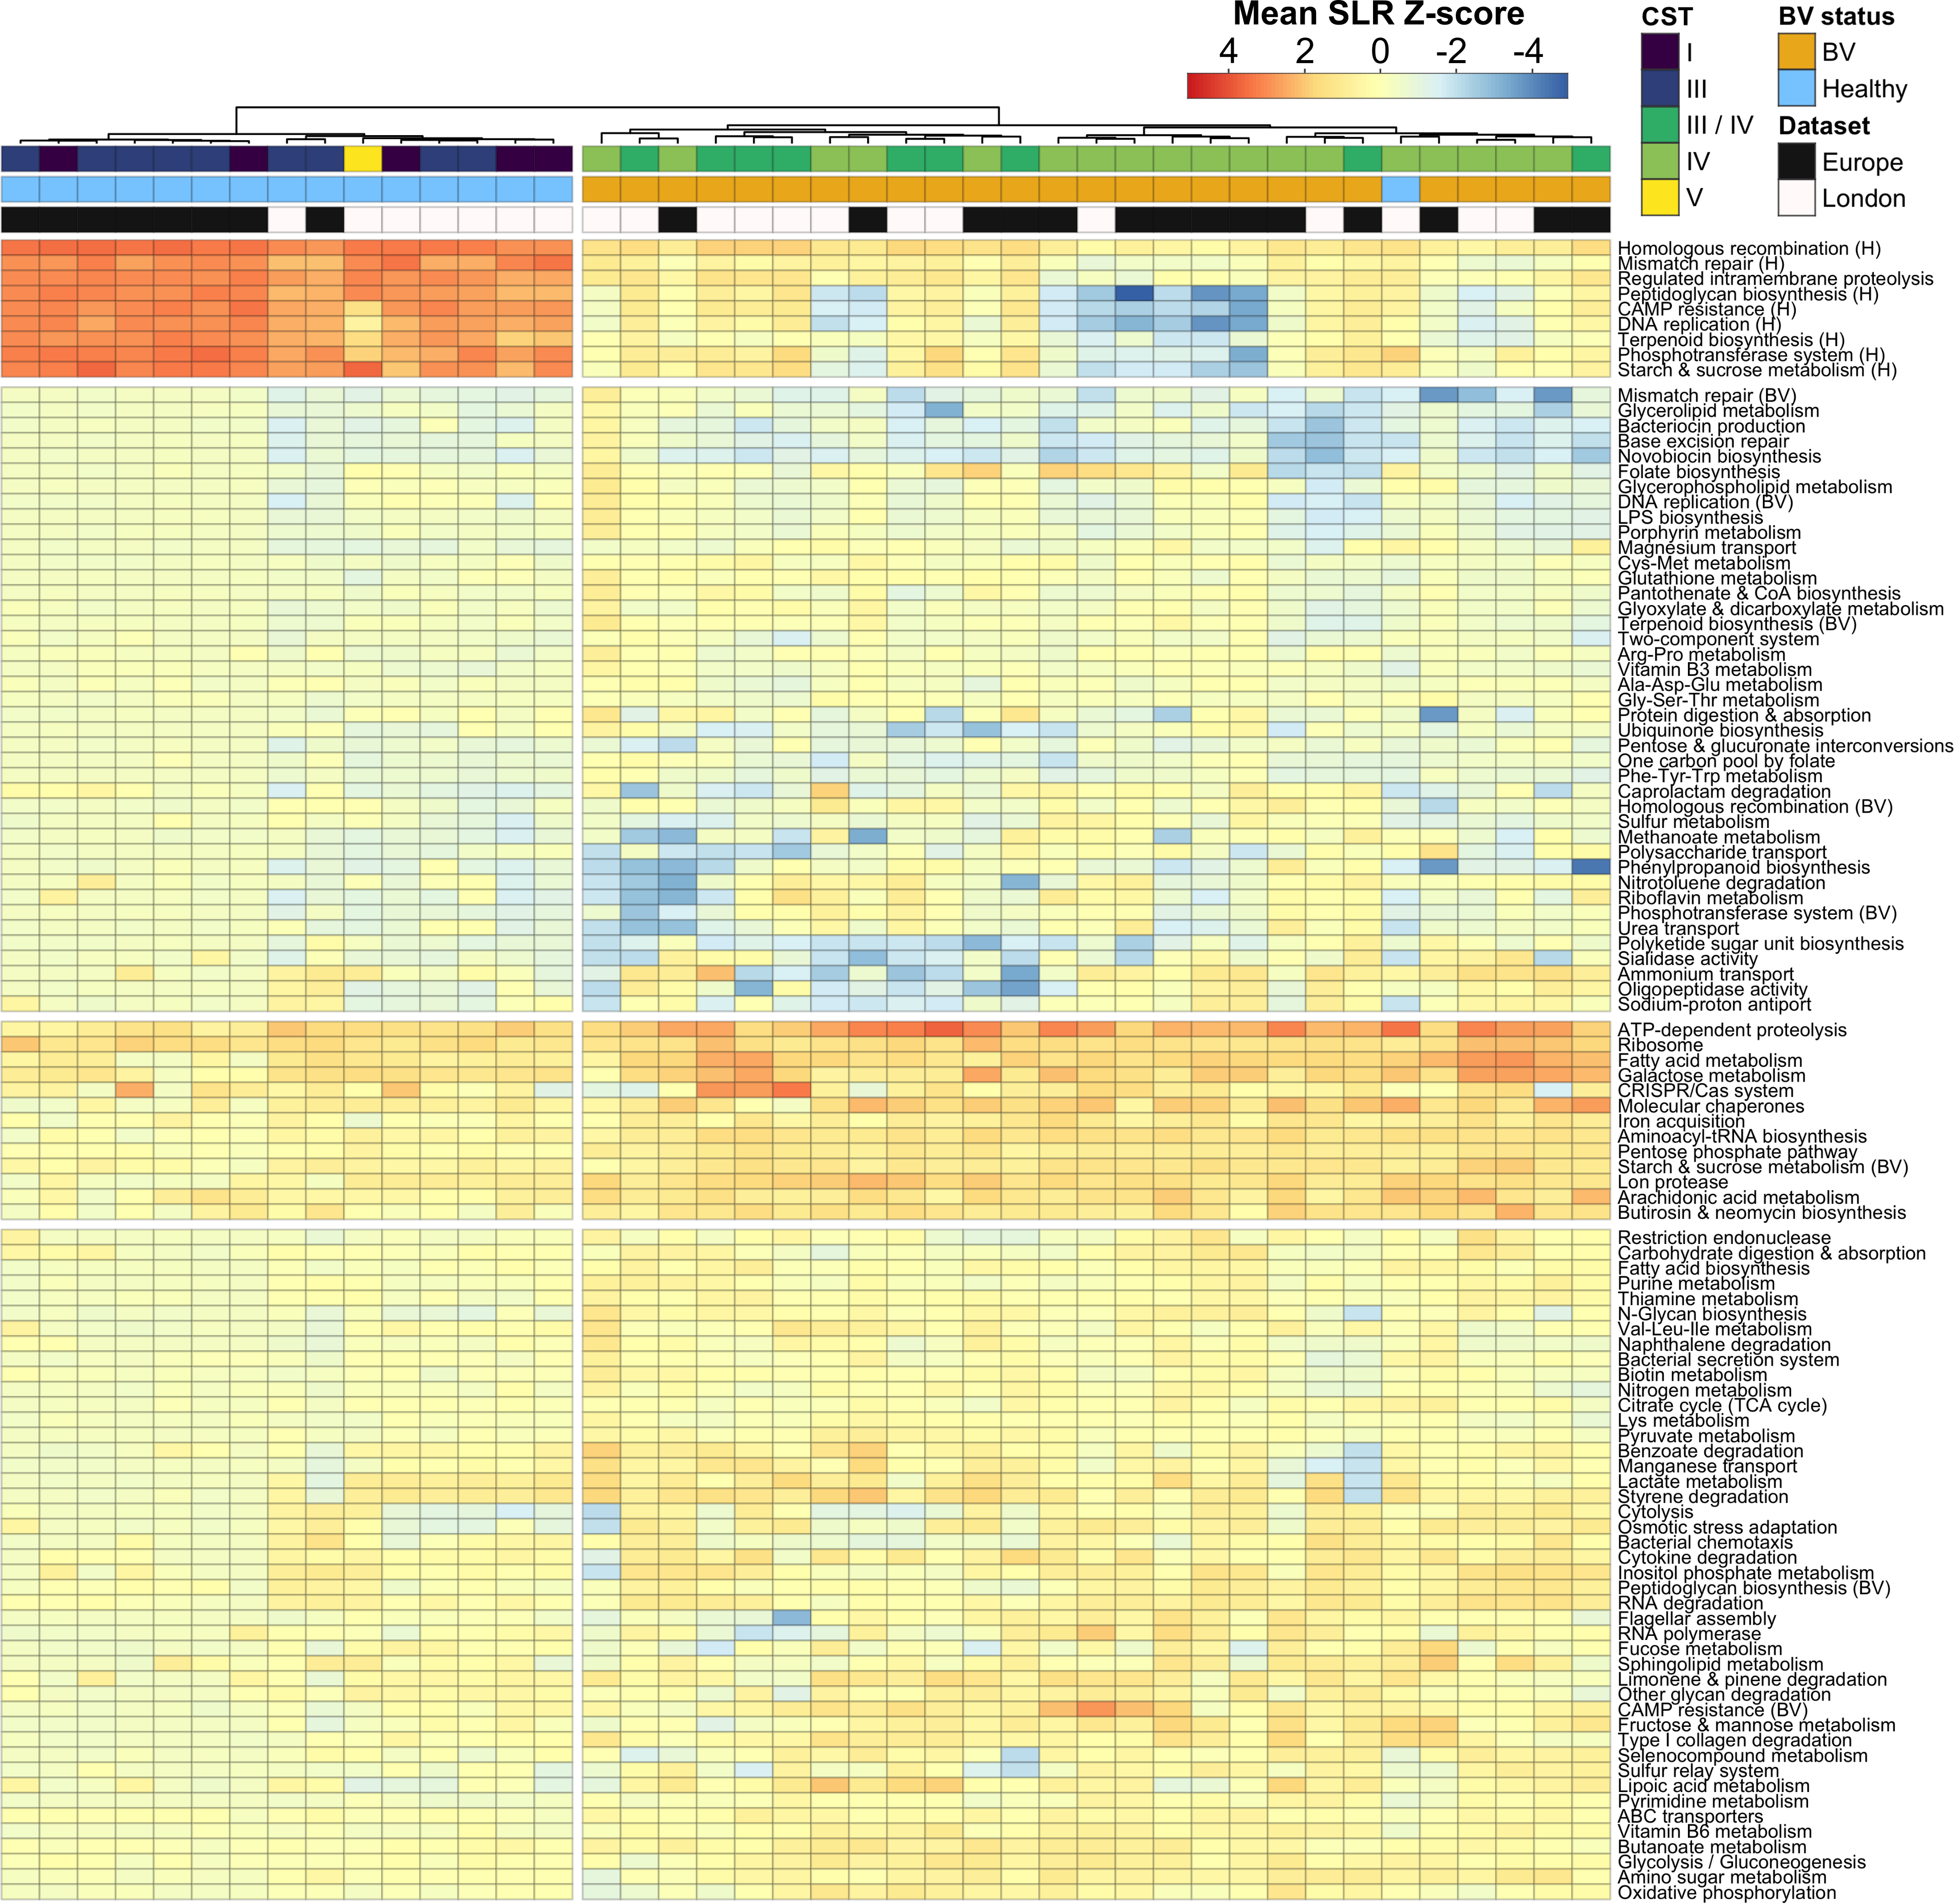 Mean SLR Z-score
4 2 0 -2 -4
CST
I
III
III / IV
IV
V
BV status
BV
Healthy
Dataset
Europe
London
Homologous recombination (H)
Mismatch repair (H)
Regulated intramembrane proteolysis
Peptidoglycan biosynthesis (H)
CAMP resistance (H)
DNA replication (H)
Terpenoid biosynthesis (H)
Phosphotransferase system (H)
Starch & sucrose metabolism (H)
Mismatch repair (BV)
Glycerolipid metabolism
Bacteriocin production
Base excision repair
Novobiocin biosynthesis
Folate biosynthesis
Glycerophospholipid metabolism
DNA replication (BV)
LPS biosynthesis
Porphyrin metabolism
Magnesium transport
Cys-Met metabolism
Glutathione metabolism
Pantothenate & CoA biosynthesis
Glyoxylate & dicarboxylate metabolism
Terpenoid biosynthesis (BV)
Two-component system
Arg-Pro metabolism
Vitamin B3 metabolism
Ala-Asp-Glu metabolism
Gly-Ser-Thr metabolism
Protein digestion & absorption
Ubiquinone biosynthesis
Pentose & glucuronate interconversions
One carbon pool by folate
Phe-Tyr-Trp metabolism
Caprolactam degradation
Homologous recombination (BV)
Sulfur metabolism
Methanoate metabolism
Polysaccharide transport
Phenylpropanoid biosynthesis
Nitrotoluene degradation
Riboflavin metabolism
Phosphotransferase system (BV)
Urea transport
Polyketide sugar unit biosynthesis
Sialidase activity
Ammonium transport
Oligopeptidase activity
Sodium-proton antiport
ATP-dependent proteolysis
Ribosome
Fatty acid metabolism
Galactose metabolism
CRISPR/Cas system
Molecular chaperones
Iron acquisition
Aminoacyl-tRNA biosynthesis
Pentose phosphate pathway
Starch & sucrose metabolism (BV)
Lon protease
Arachidonic acid metabolism
Butirosin & neomycin biosynthesis
Restriction endonuclease
Carbohydrate digestion & absorption
Fatty acid biosynthesis
Purine metabolism
Thiamine metabolism
N-Glycan biosynthesis
Val-Leu-Ile metabolism
Naphthalene degradation
Bacterial secretion system
Biotin metabolism
Nitrogen metabolism
Citrate cycle (TCA cycle)
Lys metabolism
Pyruvate metabolism
Benzoate degradation
Manganese transport
Lactate metabolism
Styrene degradation
Cytolysis
Osmotic stress adaptation
Bacterial chemotaxis
Cytokine degradation
Inositol phosphate metabolism
Peptidoglycan biosynthesis (BV)
RNA degradation
Flagellar assembly
RNA polymerase
Fucose metabolism
Sphingolipid metabolism
Limonene & pinene degradation
Other glycan degradation
CAMP resistance (BV)
Fructose & mannose metabolism
Type I collagen degradation
Selenocompound metabolism
Sulfur relay system
Lipoic acid metabolism
Pyrimidine metabolism
ABC transporters
Vitamin B6 metabolism
Butanoate metabolism
Glycolysis / Gluconeogenesis
Amino sugar metabolism
Oxidative phosphorylation